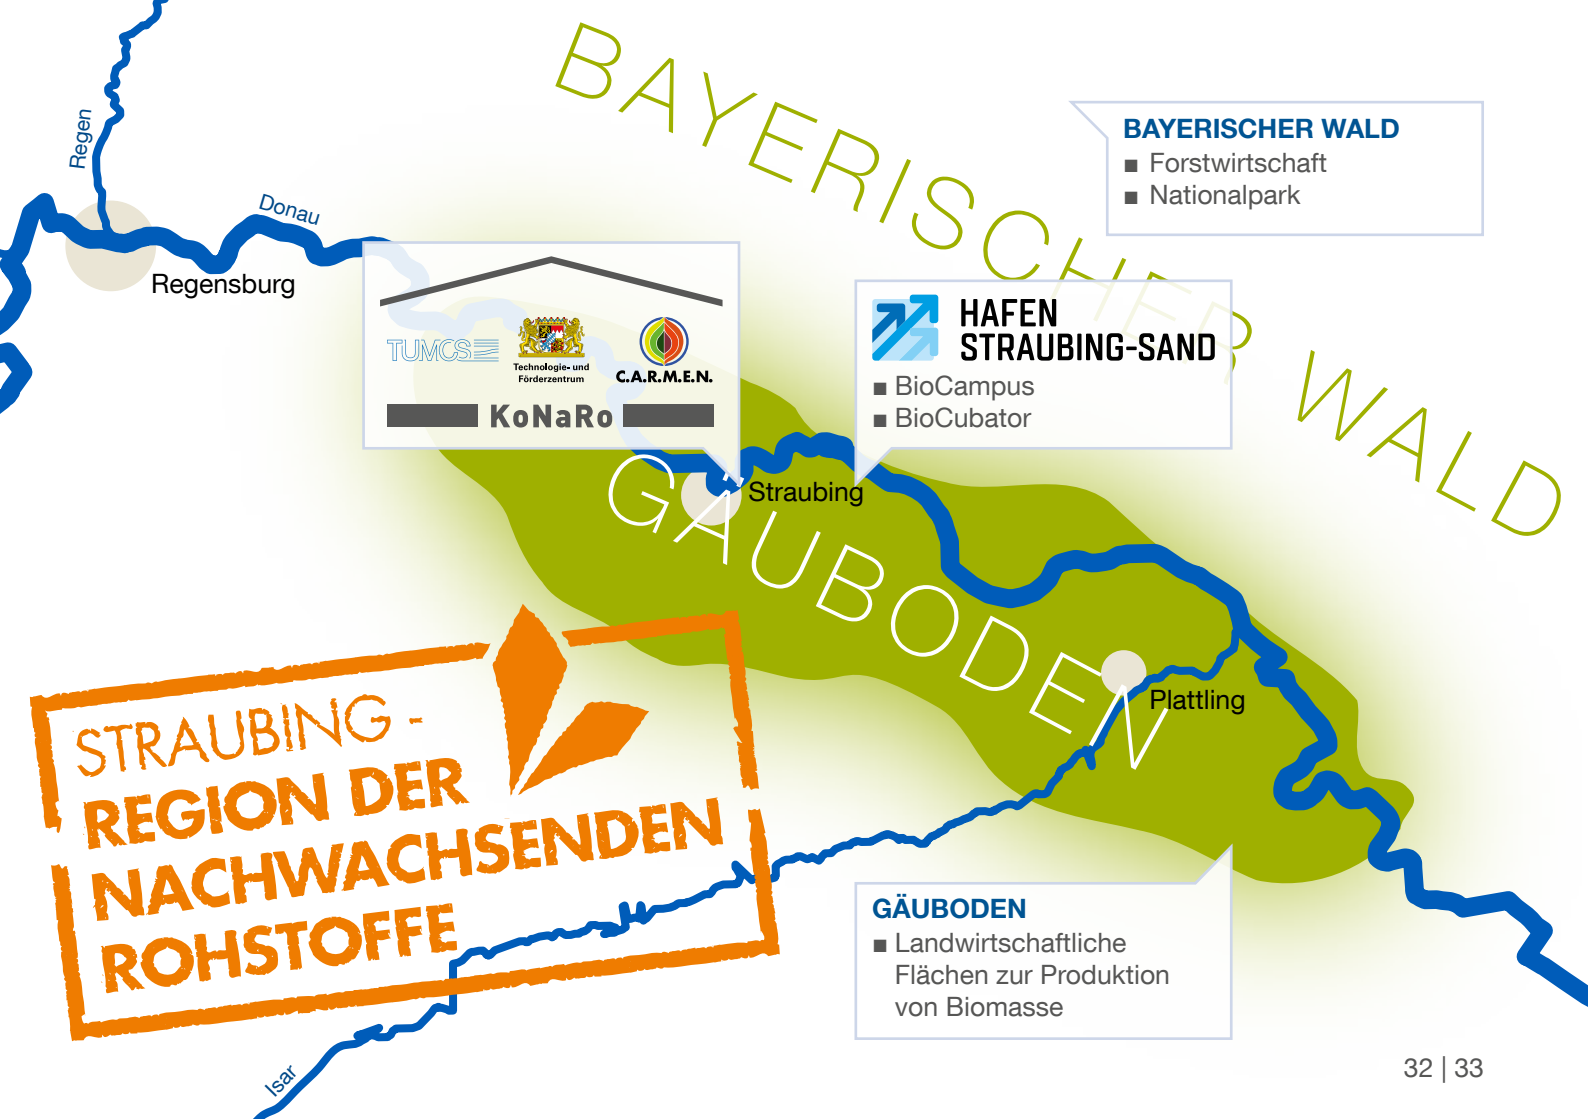 BAYERISCHER WALD
BAYERISCHER WALD
■ Forstwirtschaft
■ Nationalpark
Regen
Donau
Regensburg
TUMCS
Technologie- und
Förderzentrum
C.A.R.M.E.N.
KoNaRo
HAFEN
STRAUBING-SAND
■ BioCampus
■ BioCubator
Straubing
GÄUBODEN
Plattling
STRAUBING -
REGION DER
NACHWACHSENDEN
ROHSTOFFE
GÄUBODEN
■ Landwirtschaftliche
Flächen zur Produktion
von Biomasse
Isar
32 | 33